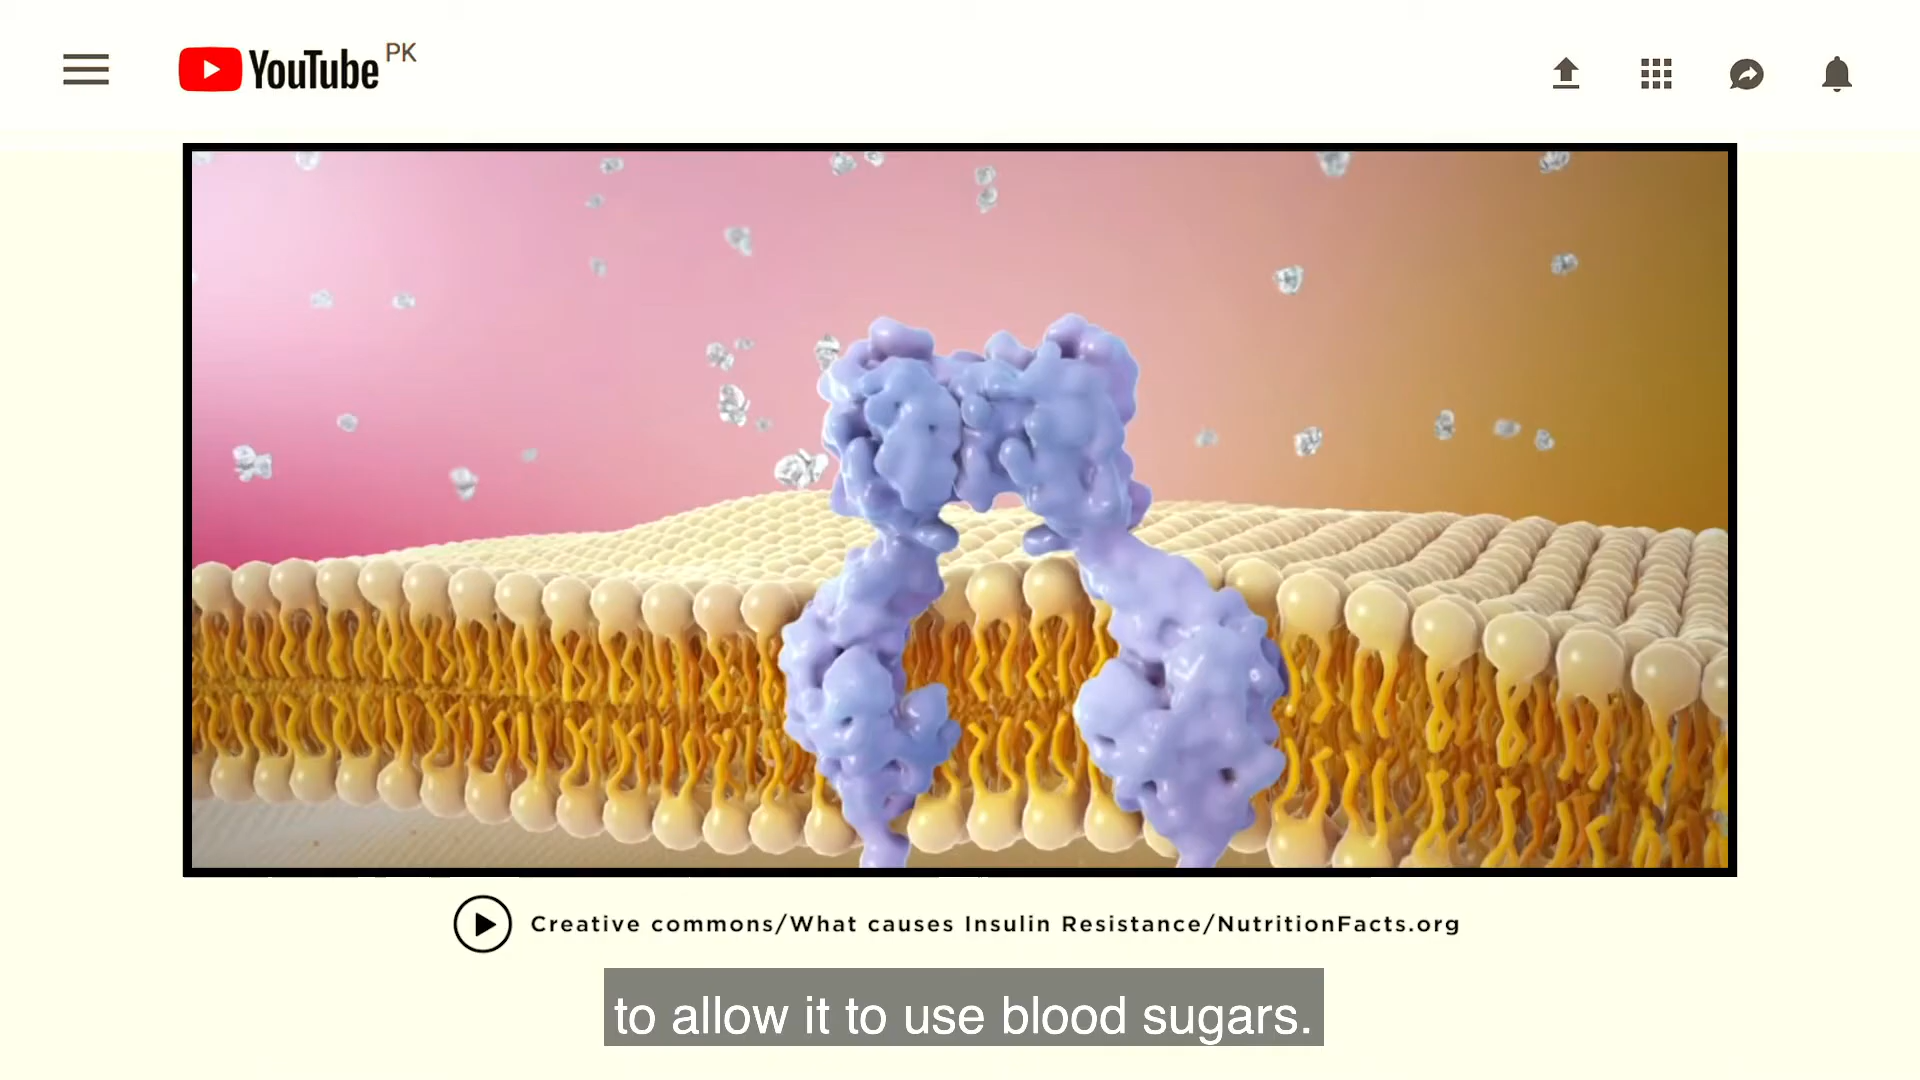 YouTube PK
Creative commons/What causes Insulin Resistance/NutritionFacts.org
to allow it to use blood sugars.